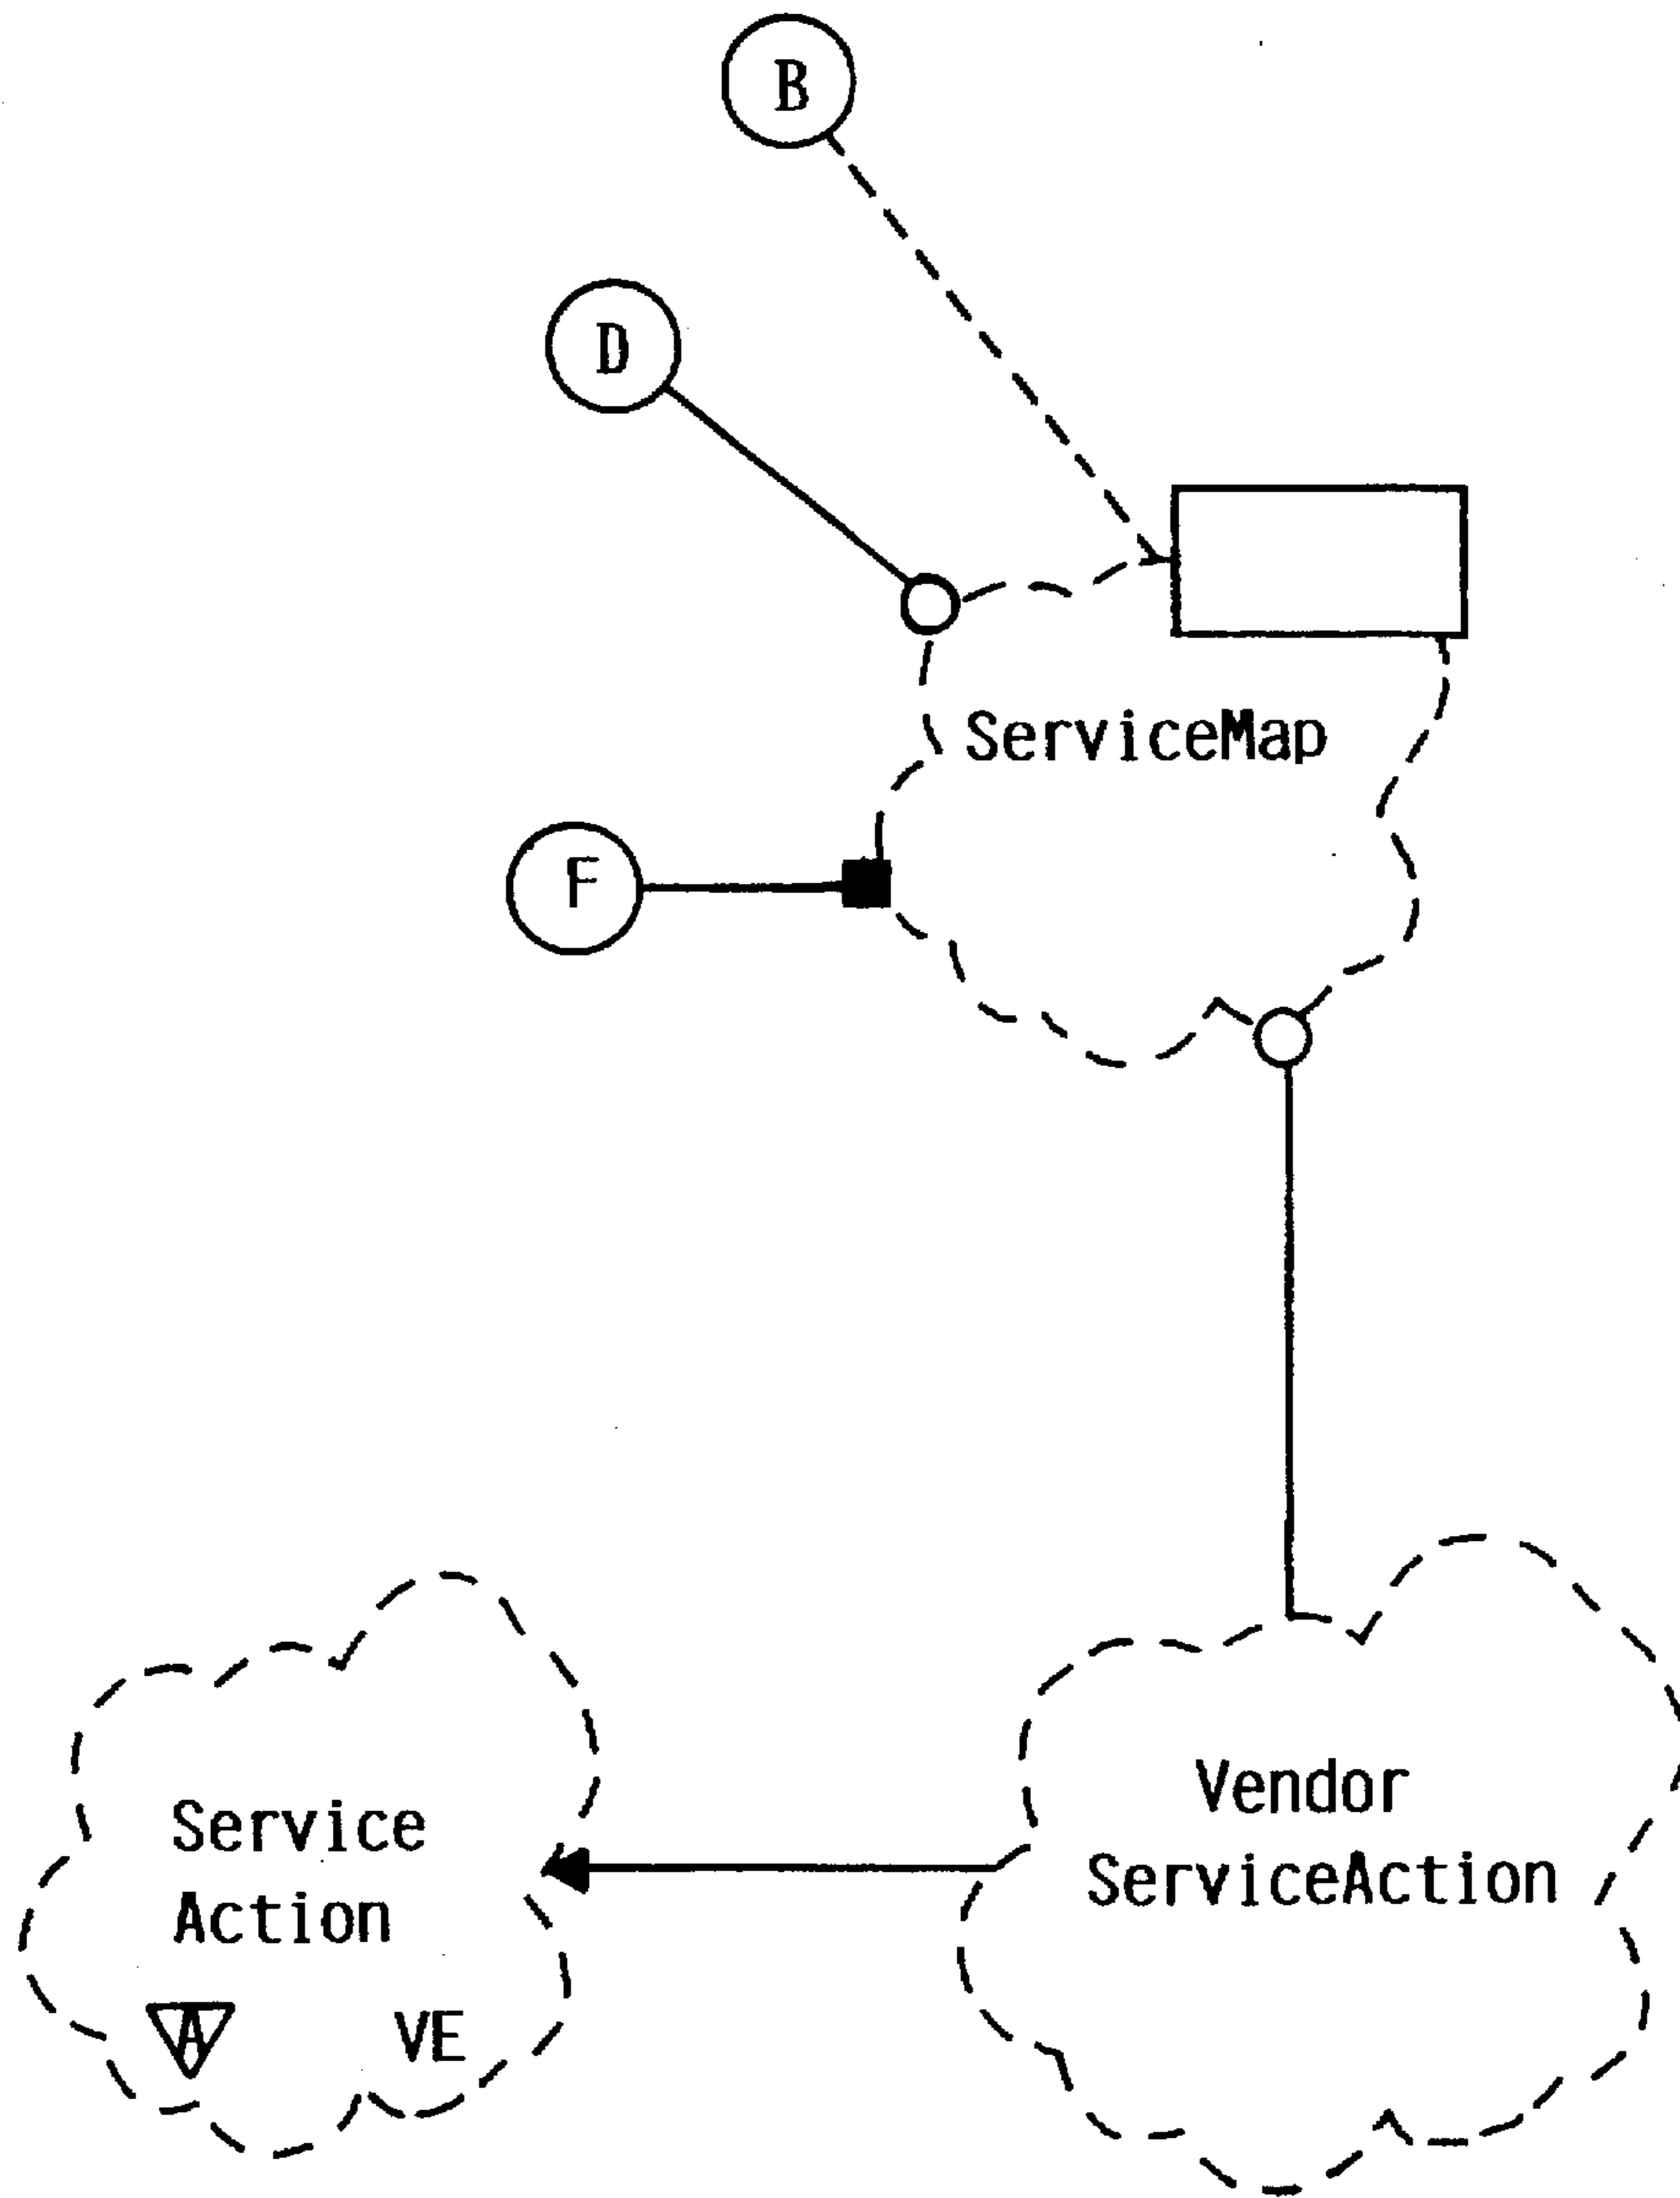 B
D
ServiceMap
F
Vendor
ServiceAction
Service
Action
A
VE